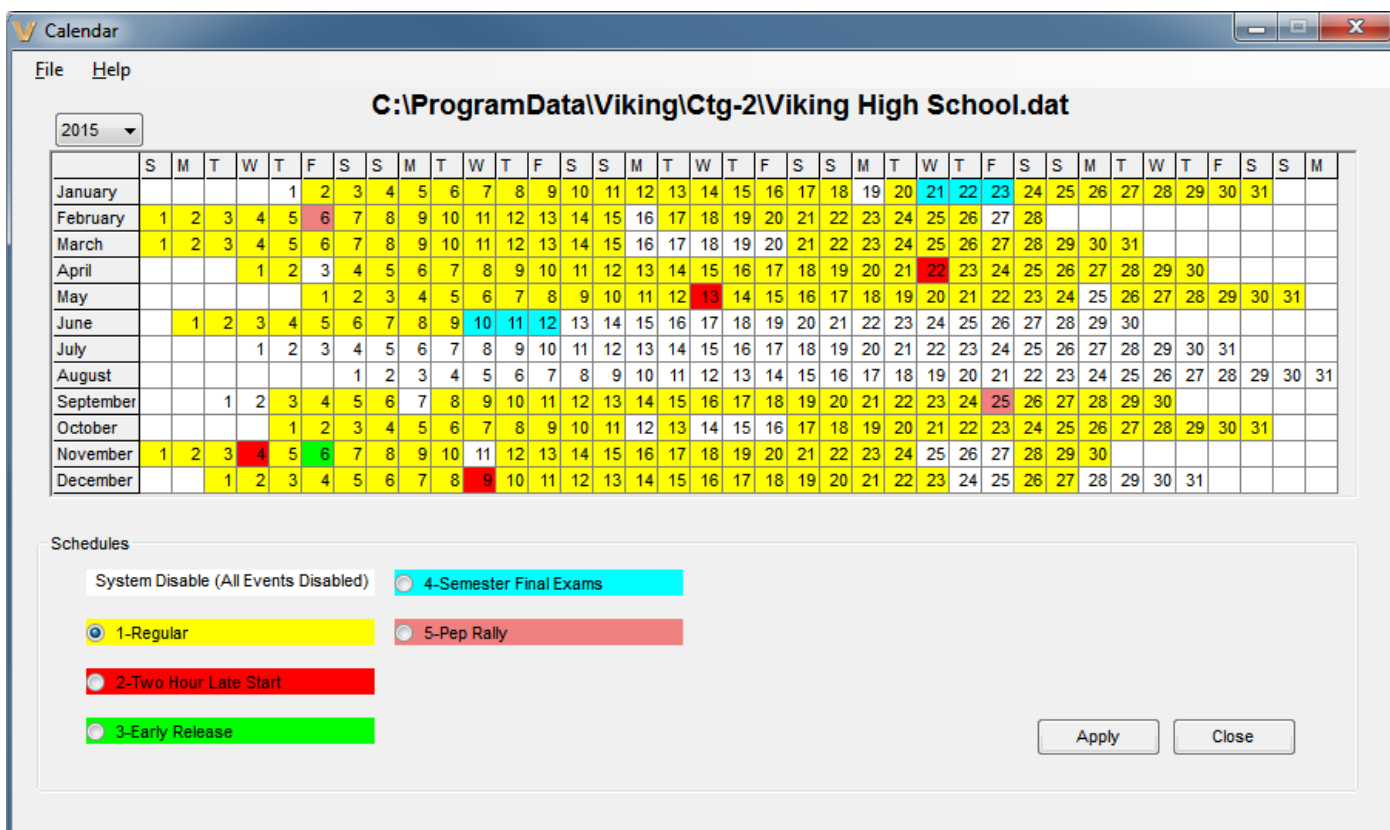 Calendar
File Help
C:\ProgramData\Viking\Ctg-2\Viking High School.dat
2015
S M T W T F S S M T W T F S S M T W T F S S M T W T F S S M T W T F S S M
January 1 2 3 4 5 6 7 8 9 10 11 12 13 14 15 16 17 18 19 20 21 22 23 24 25 26 27 28 29 30 31
February 1 2 3 4 5 6 7 8 9 10 11 12 13 14 15 16 17 18 19 20 21 22 23 24 25 26 27 28
March 1 2 3 4 5 6 7 8 9 10 11 12 13 14 15 16 17 18 19 20 21 22 23 24 25 26 27 28 29 30 31
April 1 2 3 4 5 6 7 8 9 10 11 12 13 14 15 16 17 18 19 20 21 22 23 24 25 26 27 28 29 30
May 1 2 3 4 5 6 7 8 9 10 11 12 13 14 15 16 17 18 19 20 21 22 23 24 25 26 27 28 29 30 31
June 1 2 3 4 5 6 7 8 9 10 11 12 13 14 15 16 17 18 19 20 21 22 23 24 25 26 27 28 29 30
July 1 2 3 4 5 6 7 8 9 10 11 12 13 14 15 16 17 18 19 20 21 22 23 24 25 26 27 28 29 30 31
August 1 2 3 4 5 6 7 8 9 10 11 12 13 14 15 16 17 18 19 20 21 22 23 24 25 26 27 28 29 30 31
September 1 2 3 4 5 6 7 8 9 10 11 12 13 14 15 16 17 18 19 20 21 22 23 24 25 26 27 28 29 30
October 1 2 3 4 5 6 7 8 9 10 11 12 13 14 15 16 17 18 19 20 21 22 23 24 25 26 27 28 29 30 31
November 1 2 3 4 5 6 7 8 9 10 11 12 13 14 15 16 17 18 19 20 21 22 23 24 25 26 27 28 29 30
December 1 2 3 4 5 6 7 8 9 10 11 12 13 14 15 16 17 18 19 20 21 22 23 24 25 26 27 28 29 30 31
Schedules
System Disable (All Events Disabled) 4-Semester Final Exams
1-Regular 5-Pep Rally
2-Two Hour Late Start
3-Early Release
Apply Close